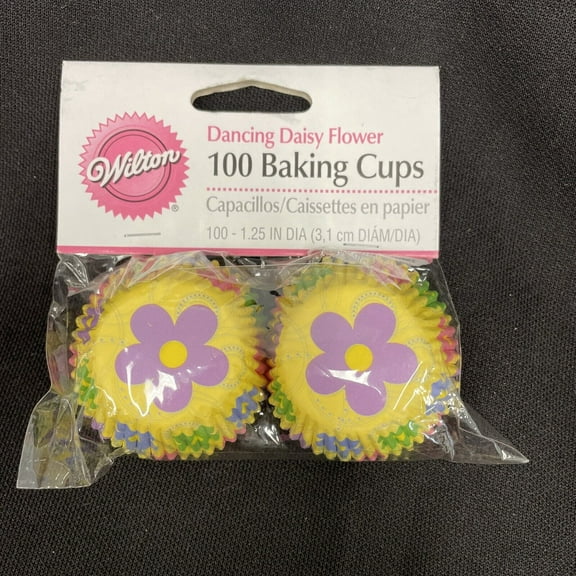 Wilton®
Dancing Daisy Flower
100 Baking Cups
Capacillos/Caissettes en papier
100 - 1.25 IN DIA (3,1 cm DIÁM/DIA)